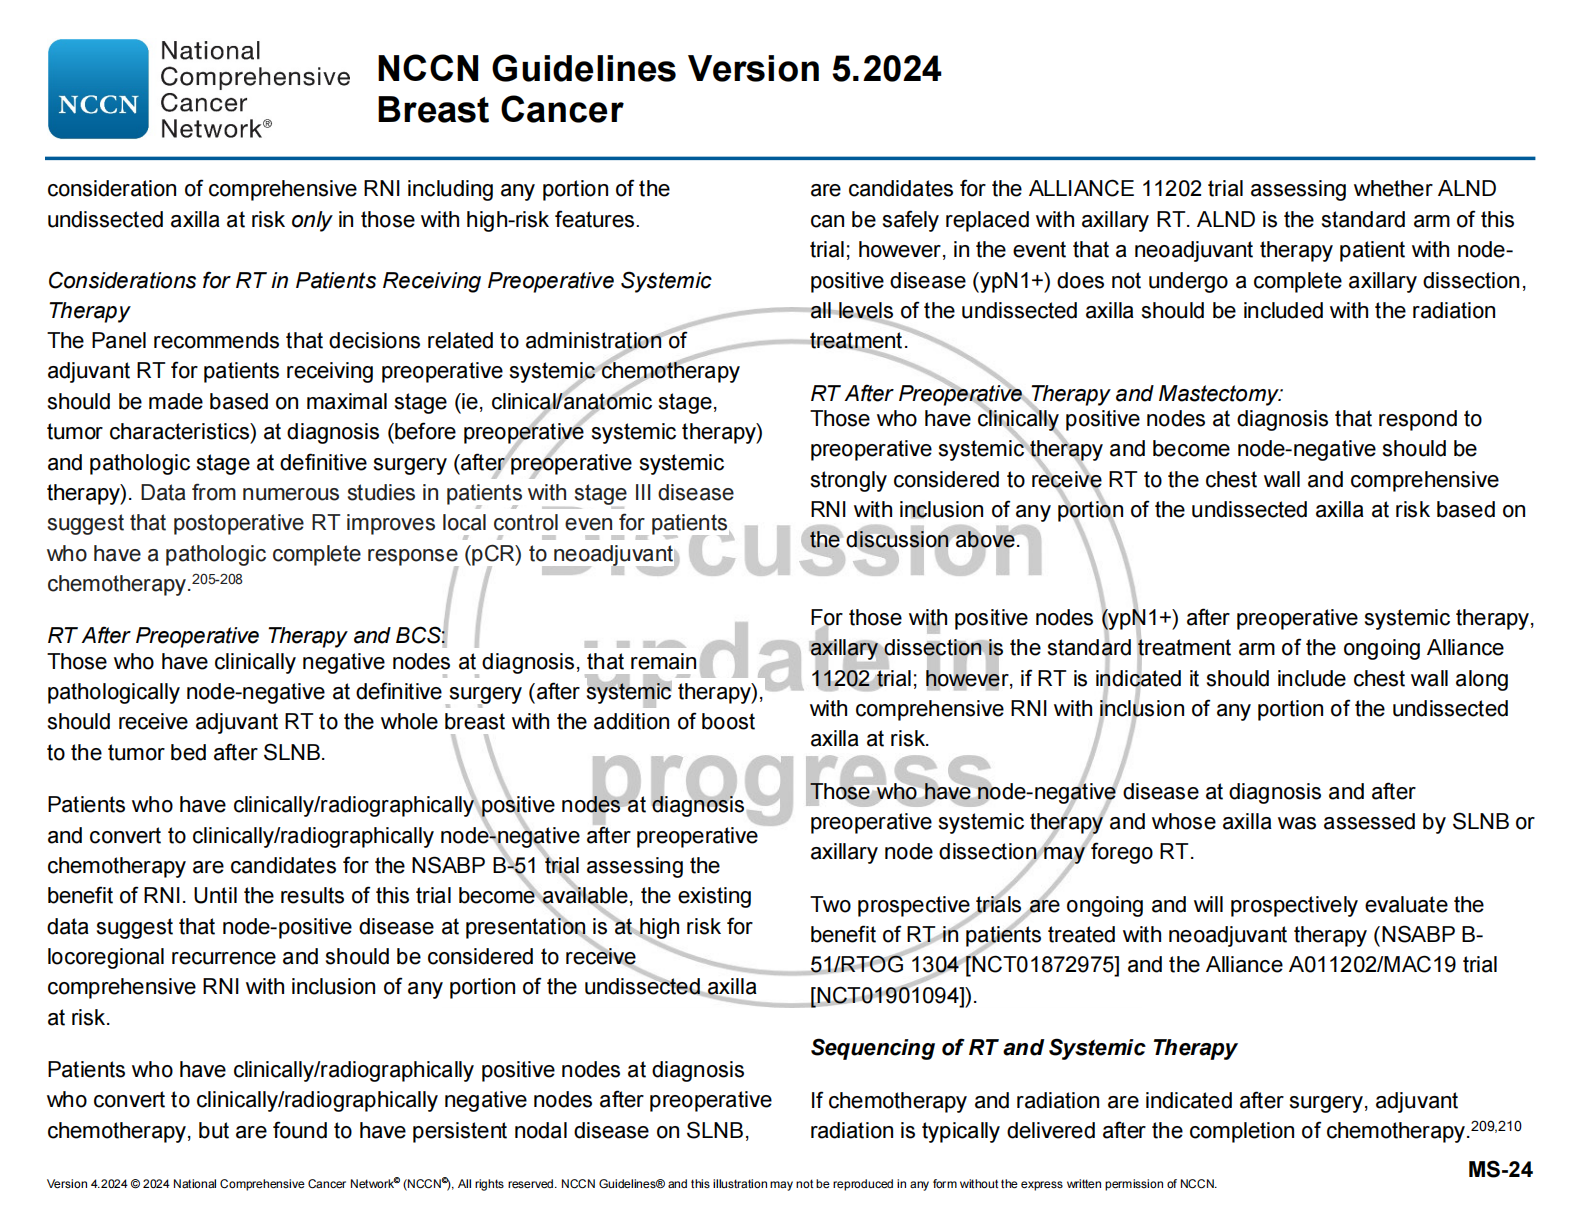 National
Comprehensive
Cancer
Network®
NCCN
NCCN Guidelines Version 5.2024
Breast Cancer
consideration of comprehensive RNI including any portion of the
undissected axilla at risk only in those with high-risk features.
Considerations for RT in Patients Receiving Preoperative Systemic
Therapy
The Panel recommends that decisions related to administration of
adjuvant RT for patients receiving preoperative systemic chemotherapy
should be made based on maximal stage (ie, clinical/anatomic stage,
tumor characteristics) at diagnosis (before preoperative systemic therapy)
and pathologic stage at definitive surgery (after preoperative systemic
therapy). Data from numerous studies in patients with stage III disease
suggest that postoperative RT improves local control even for patients
who have a pathologic complete response (pCR) to neoadjuvant
chemotherapy.205-208
RT After Preoperative Therapy and BCS:
Those who have clinically negative nodes at diagnosis, that remain
pathologically node-negative at definitive surgery (after systemic therapy),
should receive adjuvant RT to the whole breast with the addition of boost
to the tumor bed after SLNB.
Patients who have clinically/radiographically positive nodes at diagnosis
and convert to clinically/radiographically node-negative after preoperative
chemotherapy are candidates for the NSABP B-51 trial assessing the
benefit of RNI. Until the results of this trial become available, the existing
data suggest that node-positive disease at presentation is at high risk for
locoregional recurrence and should be considered to receive
comprehensive RNI with inclusion of any portion of the undissected axilla
at risk.
Patients who have clinically/radiographically positive nodes at diagnosis
who convert to clinically/radiographically negative nodes after preoperative
chemotherapy, but are found to have persistent nodal disease on SLNB,
are candidates for the ALLIANCE 11202 trial assessing whether ALND
can be safely replaced with axillary RT. ALND is the standard arm of this
trial; however, in the event that a neoadjuvant therapy patient with node-
positive disease (ypN1+) does not undergo a complete axillary dissection,
all levels of the undissected axilla should be included with the radiation
treatment.
RT After Preoperative Therapy and Mastectomy:
Those who have clinically positive nodes at diagnosis that respond to
preoperative systemic therapy and become node-negative should be
strongly considered to receive RT to the chest wall and comprehensive
RNI with inclusion of any portion of the undissected axilla at risk based on
the discussion above.
For those with positive nodes (ypN1+) after preoperative systemic therapy,
axillary dissection is the standard treatment arm of the ongoing Alliance
11202 trial; however, if RT is indicated it should include chest wall along
with comprehensive RNI with inclusion of any portion of the undissected
axilla at risk.
Those who have node-negative disease at diagnosis and after
preoperative systemic therapy and whose axilla was assessed by SLNB or
axillary node dissection may forego RT.
Two prospective trials are ongoing and will prospectively evaluate the
benefit of RT in patients treated with neoadjuvant therapy (NSABP B-
51/RTOG 1304 [NCT01872975] and the Alliance A011202/MAC19 trial
[NCT01901094]).
Sequencing of RT and Systemic Therapy
If chemotherapy and radiation are indicated after surgery, adjuvant
radiation is typically delivered after the completion of chemotherapy.209,210
Discussion
update in
progress
MS-24
Version 4.2024 © 2024 National Comprehensive Cancer Network© (NCCN©), All rights reserved. NCCN Guidelines® and this illustration may not be reproduced in any form without the express written permission of NCCN.